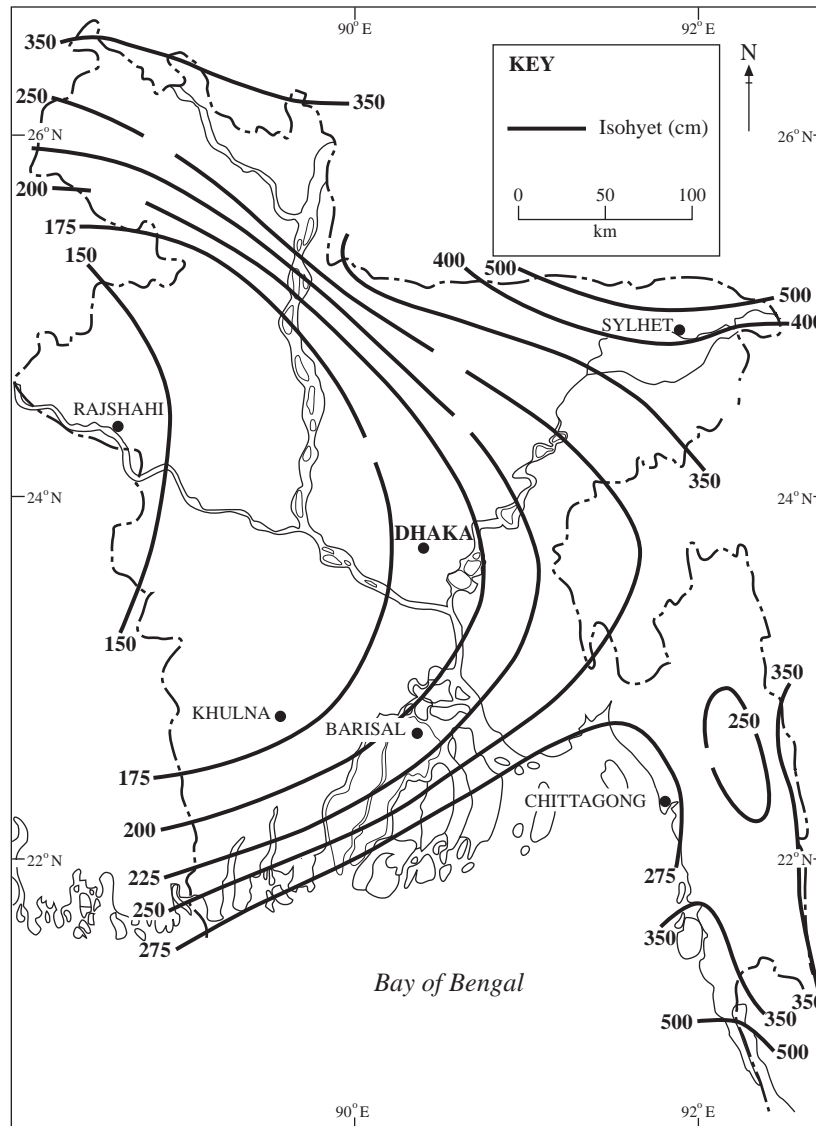 90°E
92°E
350
KEY
N
250
350
26°N
Isohyet (cm)
26°N
200
0 50 100
km
175
150
400
500
500
SYLHET
400
RAJSHAHI
350
24°N
24°N
DHAKA
150
350
KHULNA
250
BARISAL
175
CHITTAGONG
200
22°N
22°N
225
275
250
350
275
Bay of Bengal
350
500
350
500
90°E
92°E